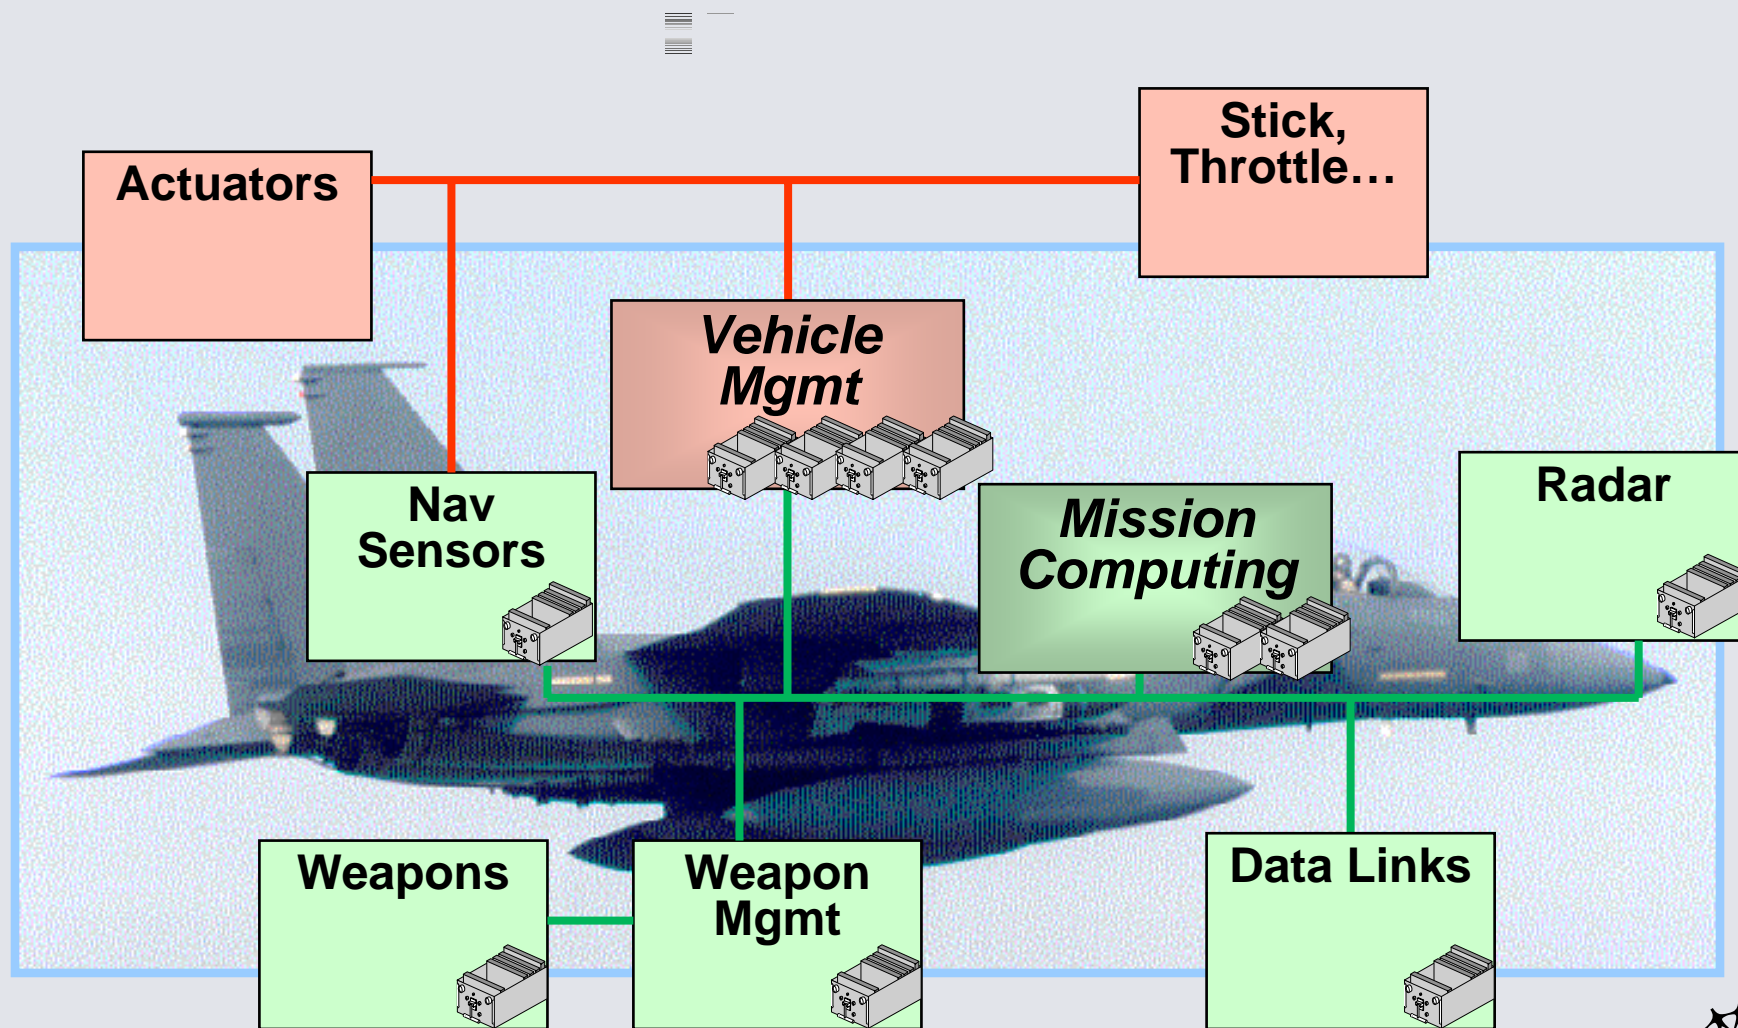 Stick,
Throttle…
Actuators
Vehicle
Mgmt
Nav
Sensors
Mission
Computing
Radar
Weapons
Weapon
Mgmt
Data Links